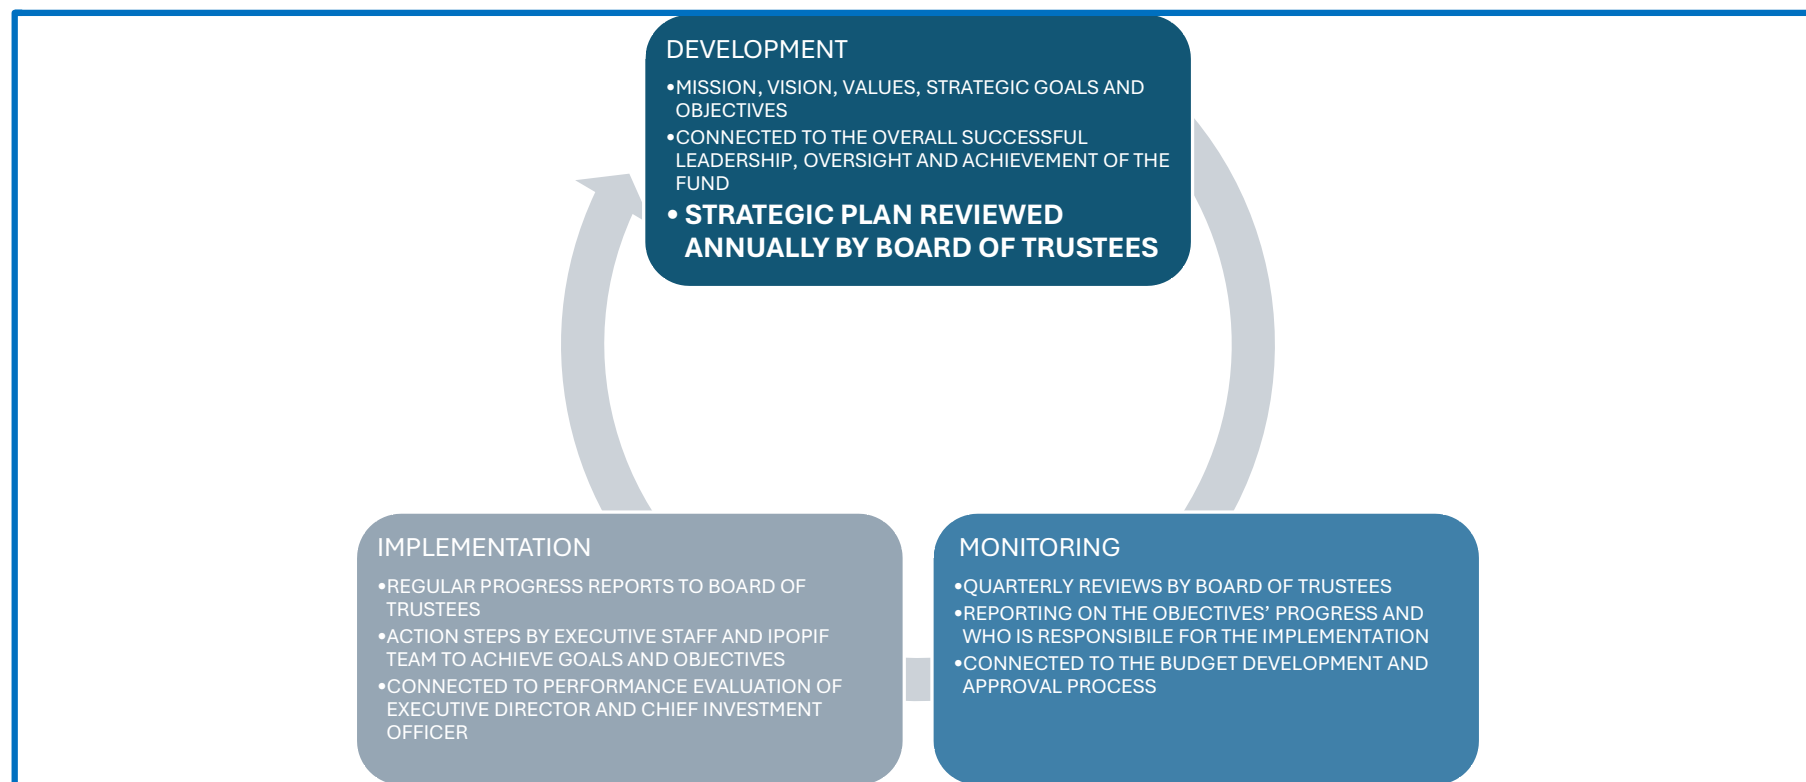 DEVELOPMENT
•MISSION, VISION, VALUES, STRATEGIC GOALS AND
OBJECTIVES
•CONNECTED TO THE OVERALL SUCCESSFUL
LEADERSHIP, OVERSIGHT AND ACHIEVEMENT OF THE
FUND
• STRATEGIC PLAN REVIEWED
ANNUALLY BY BOARD OF TRUSTEES
IMPLEMENTATION
•REGULAR PROGRESS REPORTS TO BOARD OF
TRUSTEES
•ACTION STEPS BY EXECUTIVE STAFF AND IPOPIF
TEAM TO ACHIEVE GOALS AND OBJECTIVES
•CONNECTED TO PERFORMANCE EVALUATION OF
EXECUTIVE DIRECTOR AND CHIEF INVESTMENT
OFFICER
MONITORING
•QUARTERLY REVIEWS BY BOARD OF TRUSTEES
•REPORTING ON THE OBJECTIVES’ PROGRESS AND
WHO IS RESPONSIBILE FOR THE IMPLEMENTATION
•CONNECTED TO THE BUDGET DEVELOPMENT AND
APPROVAL PROCESS